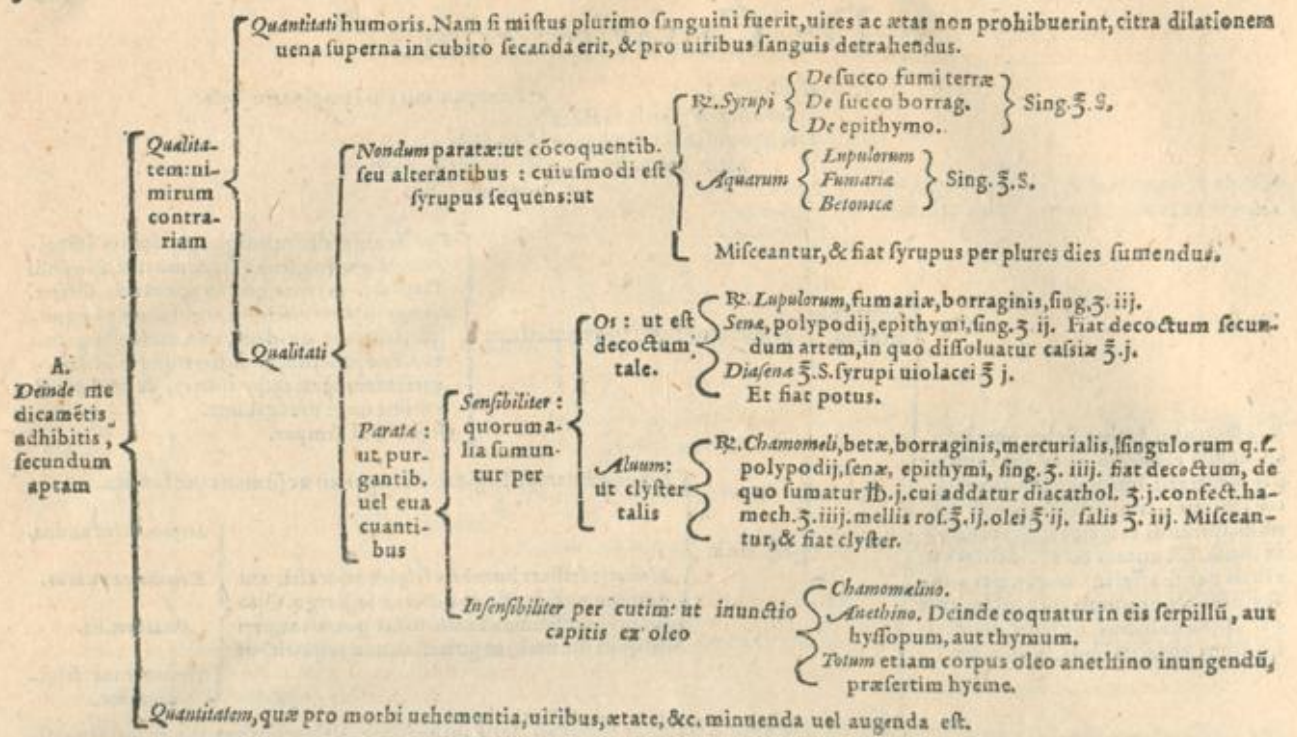 Quantitati humoris. Nam ſi miſtus plurimo ſanguini fuerit, uires ac ætas non prohibuerint, citra dilationem
uena ſuperna in cubito ſecanda erit, & pro uiribus ſanguis detrahendus.
Qualita-
tem: ni-
mirum
contra-
riam
Nondum paratæ: ut cõcoquentib.
ſeu alterantibus : cuiuſmodi eſt
ſyrupus ſequens: ut
℞. Syrupi
De ſucco fumi terræ
De ſucco borrag.
De epithymo.
Sing. ℥. S.
Aquarum
Lupulorum
Fumariæ
Betonicæ
Sing. ℥. S.
Miſceantur, & fiat ſyrupus per plures dies ſumendus.
A.
Deinde me
dicamẽtis
adhibitis,
ſecundum
aptam
Qualitati
Paratæ :
ut pur-
gantib.
uel eua
cuanti-
bus
Senſibiliter :
quorum a-
lia ſumun-
tur per
Os : ut eſt
decoctum
tale.
℞. Lupulorum, fumariæ, borraginis, ſing. ʒ. iij.
Senæ, polypodij, epithymi, ſing. ʒ ij. Fiat decoctum ſecun-
dum artem, in quo diſſoluatur caſsiæ ℥. j.
Diaſenæ ℥. S. ſyrupi uiolacei ℥ j.
Et fiat potus.
Aluum:
ut clyſter
talis
℞. Chamomeli, betæ, borraginis, mercurialis, ſingulorum q. ſ.
polypodij, ſenæ, epithymi, ſing. ʒ. iiij. fiat decoctum, de
quo ſumatur ℔. j. cui addatur diacathol. ʒ. j. confect. ha-
mech. ʒ. iiij. mellis roſ. ℥. ij. olei ℥. ij. ſalis ℥. iij. Miſcean-
tur, & fiat clyſter.
Inſenſibiliter per cutim: ut inunctio
capitis ex oleo
Chamomælino.
Anethino. Deinde coquatur in eis ſerpillũ, aut
hyſſopum, aut thymum.
Totum etiam corpus oleo anethino inungendũ,
præſertim hyeme.
Quantitatem, quæ pro morbi uehementia, uiribus, ætate, &c. minuenda uel augenda eſt.